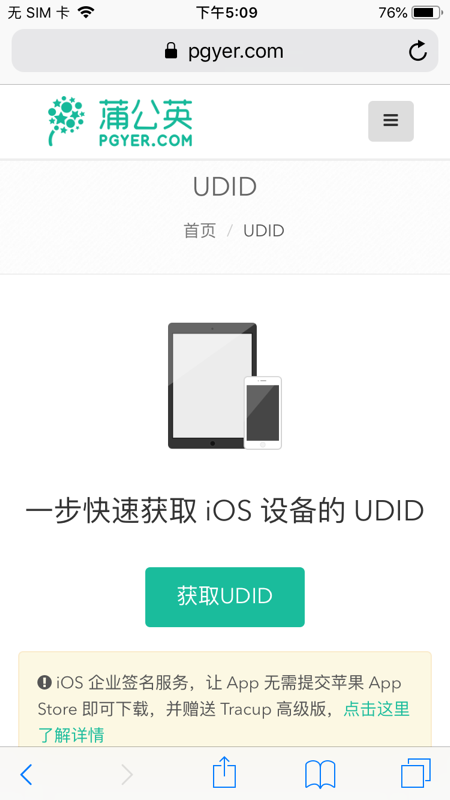 无 SIM 卡 下午5:09 76%
pgyer.com
蒲公英
PGYER.COM
UDID
首页 / UDID
一步快速获取 iOS 设备的 UDID
获取UDID
iOS 企业签名服务，让 App 无需提交苹果 App
Store 即可下载，并赠送 Tracup 高级版，点击这里
了解详情